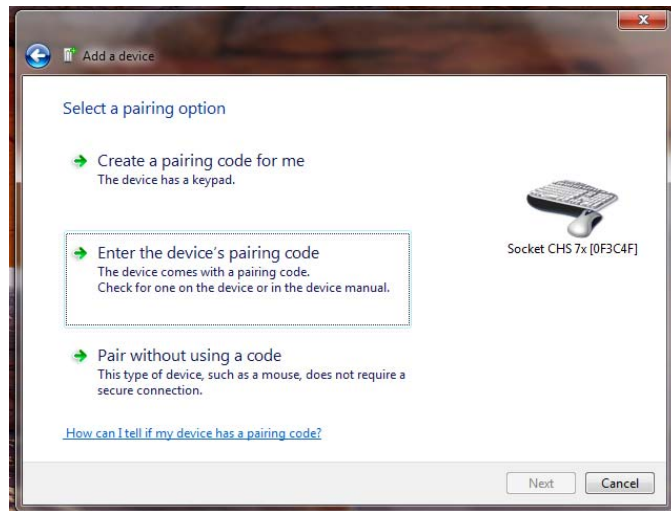 Add a device
Select a pairing option
Create a pairing code for me
The device has a keypad.
Enter the device's pairing code
The device comes with a pairing code.
Check for one on the device or in the device manual.
Socket CHS 7x [0F3C4F]
Pair without using a code
This type of device, such as a mouse, does not require a
secure connection.
How can I tell if my device has a pairing code?
Next
Cancel